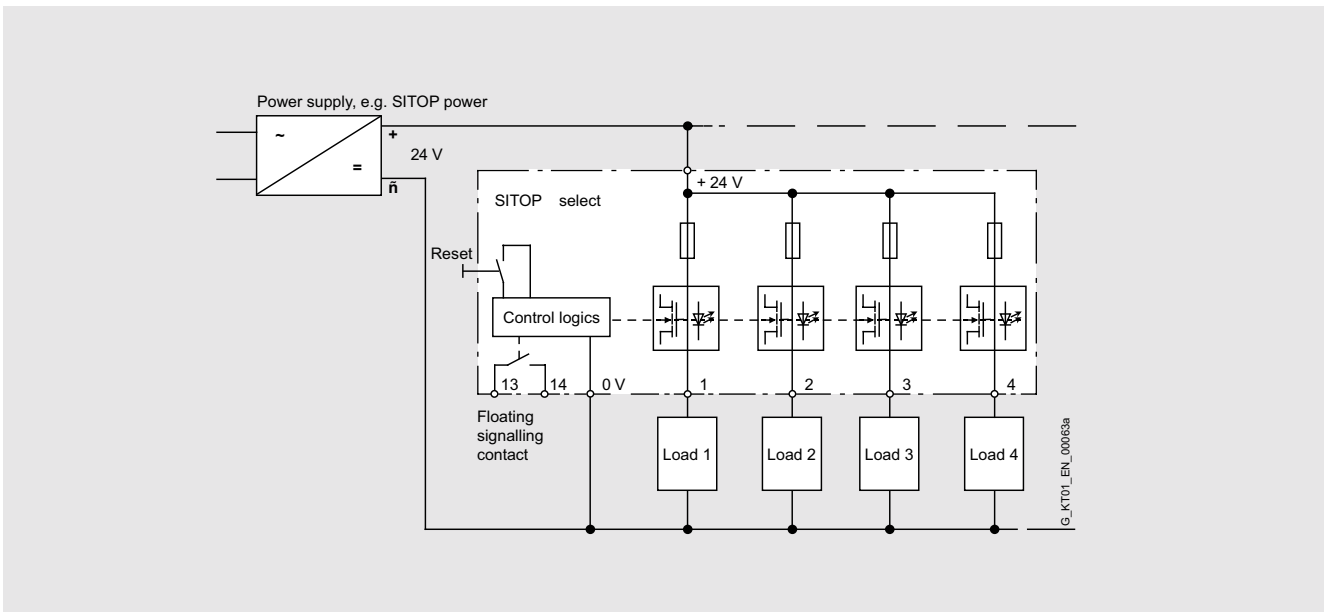 Power supply, e.g. SITOP power
~
+
=
24 V
ñ
+ 24 V
SITOP select
Reset
Control logics
13
14
0 V
1
2
3
4
Floating
signalling
contact
Load 1
Load 2
Load 3
Load 4
G_KT01_EN_00063a